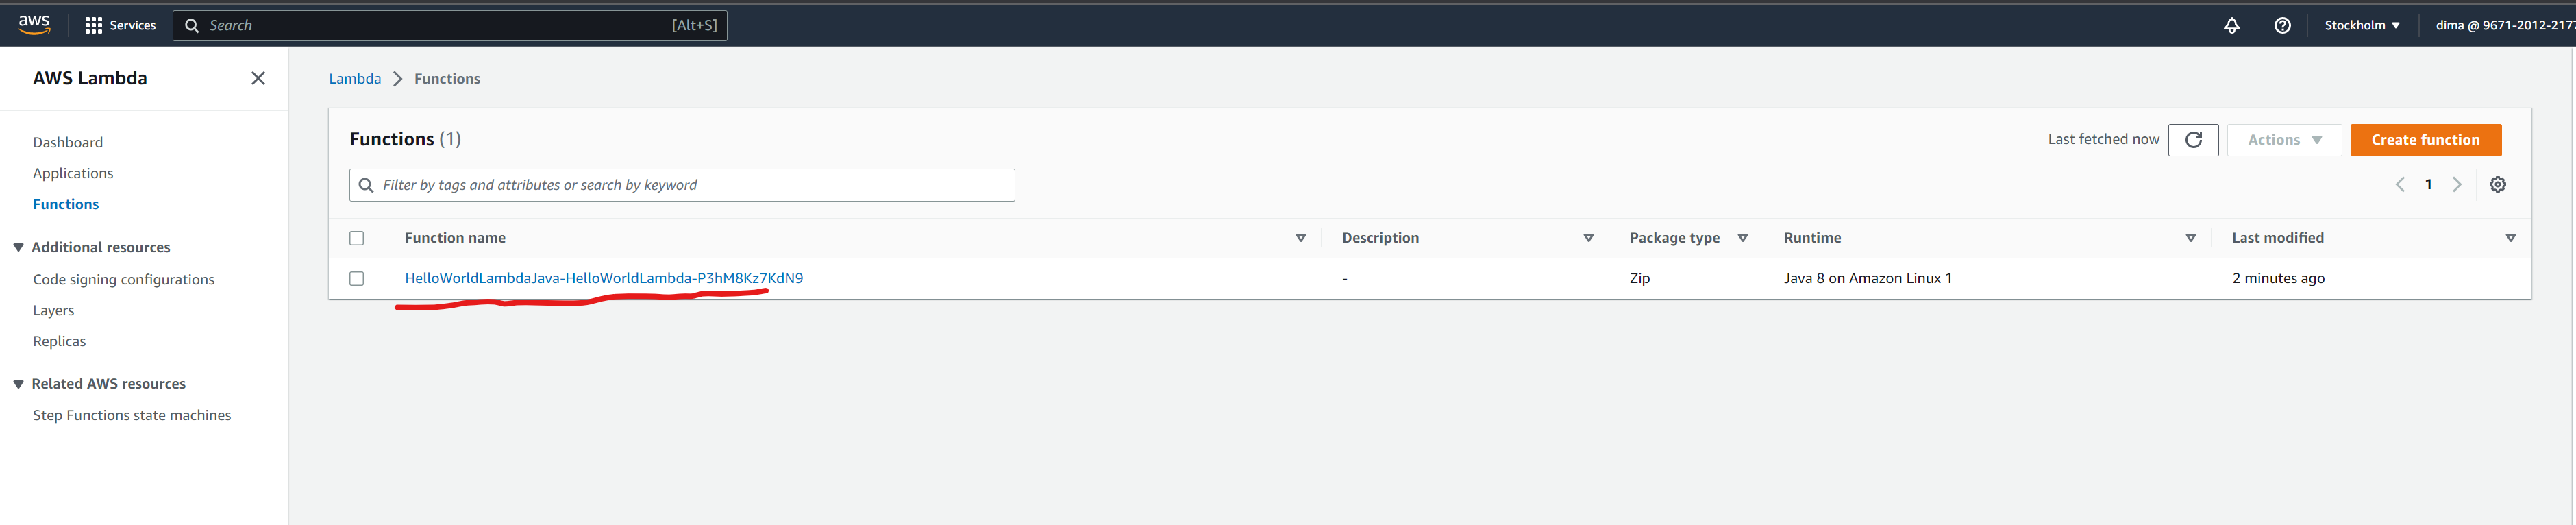 aws Services Search [Alt+S] Stockholm dima @ 9671-2012-2177
AWS Lambda
Lambda Functions
Functions (1)
Last fetched now Actions Create function
Dashboard
Applications
Functions
Filter by tags and attributes or search by keyword
1
Function name Description Package type Runtime Last modified
Additional resources
HelloWorldLambdaJava-HelloWorldLambda-P3hM8Kz7KdN9 - Zip Java 8 on Amazon Linux 1 2 minutes ago
Code signing configurations
Layers
Replicas
Related AWS resources
Step Functions state machines